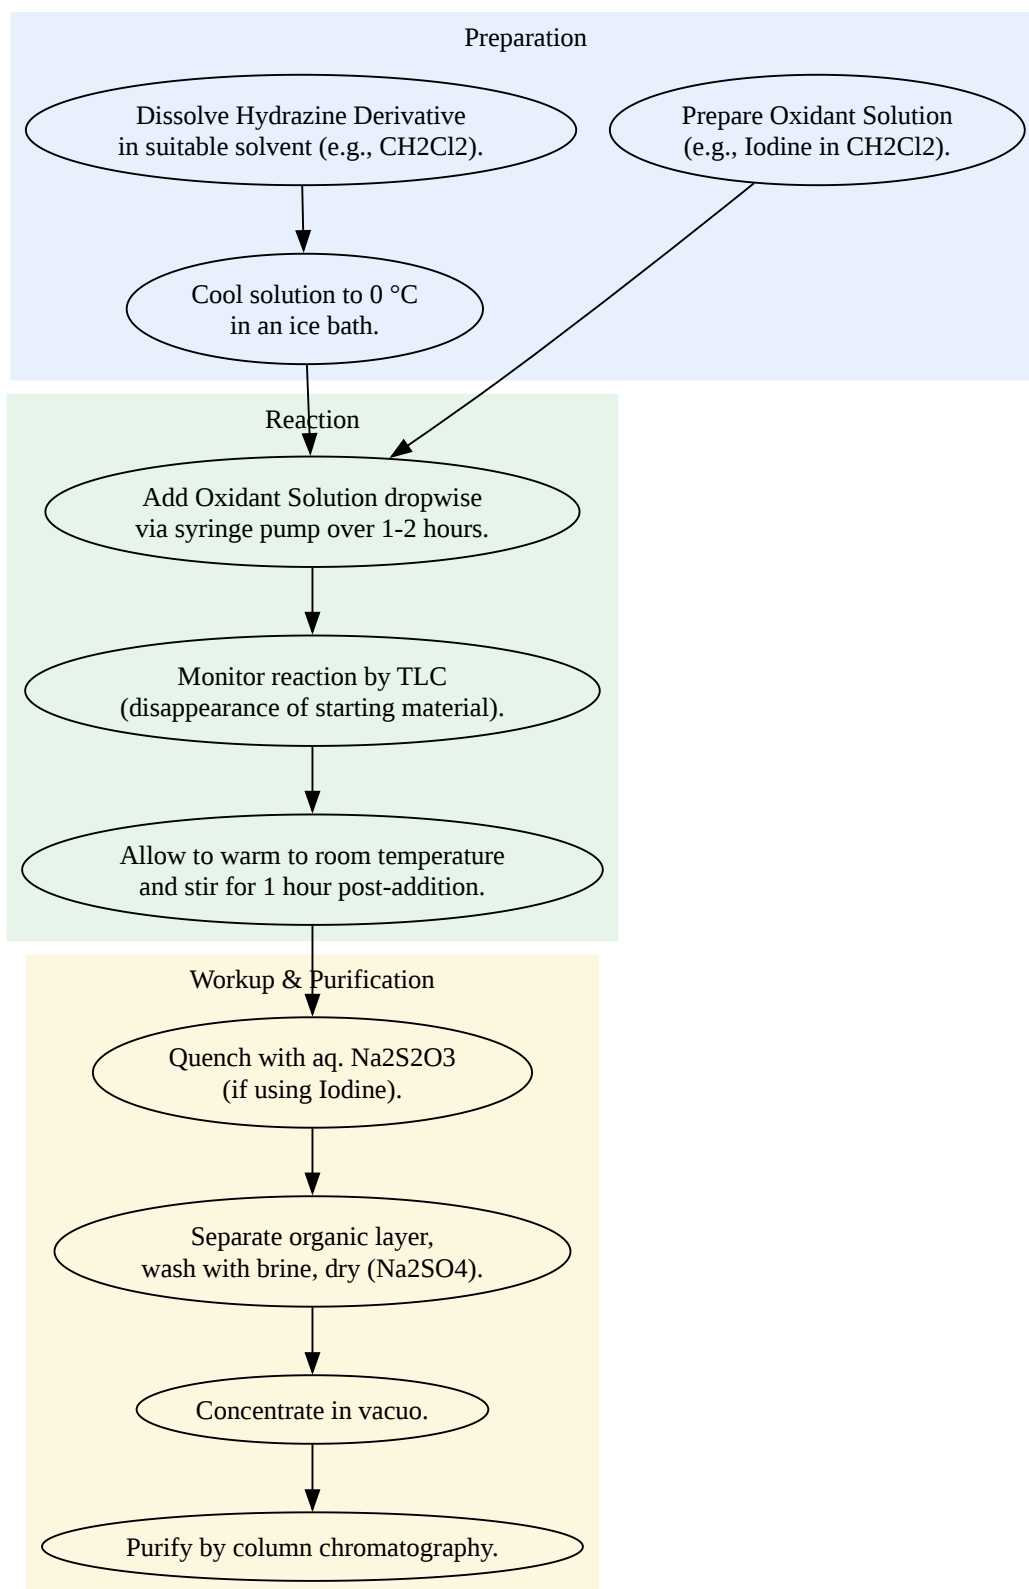 Preparation
Dissolve Hydrazine Derivative
in suitable solvent (e.g., CH2Cl2).
Prepare Oxidant Solution
(e.g., Iodine in CH2Cl2).
Cool solution to 0 °C
in an ice bath.
Reaction
Add Oxidant Solution dropwise
via syringe pump over 1-2 hours.
Monitor reaction by TLC
(disappearance of starting material).
Allow to warm to room temperature
and stir for 1 hour post-addition.
Workup & Purification
Quench with aq. Na2S2O3
(if using Iodine).
Separate organic layer,
wash with brine, dry (Na2SO4).
Concentrate in vacuo.
Purify by column chromatography.